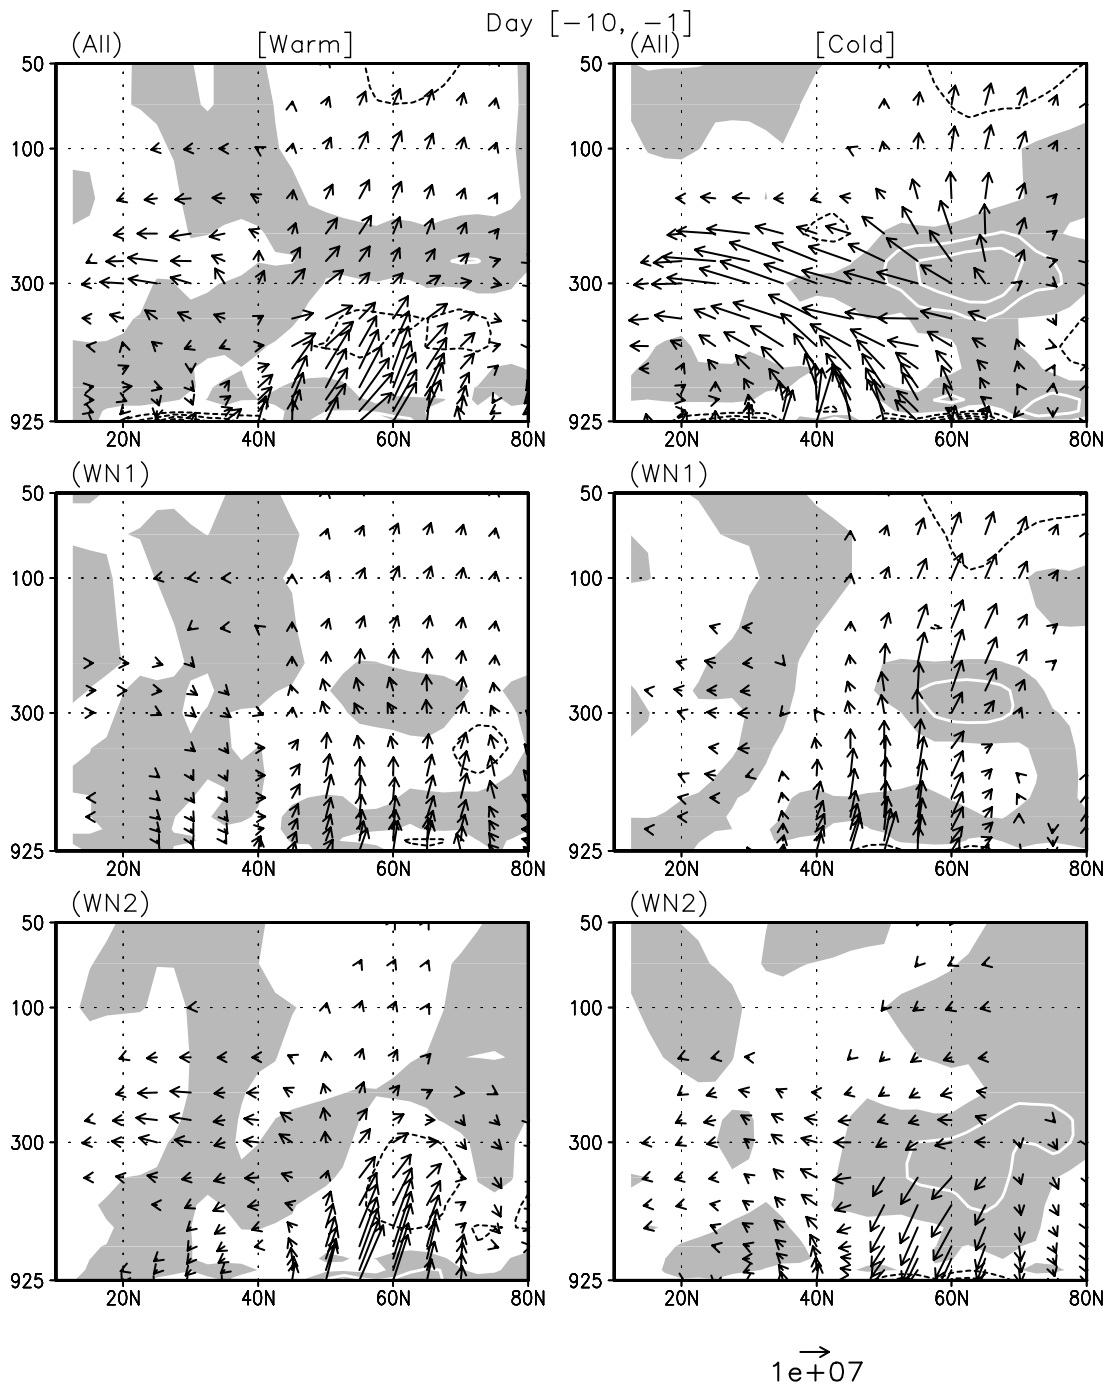 Day [−10, −1]
(All) [Warm] (All) [Cold]
50 50
100 100
300 300
925 925
20N 40N 60N 80N 20N 40N 60N 80N
(WN1) (WN1)
50 50
100 100
300 300
925 925
20N 40N 60N 80N 20N 40N 60N 80N
(WN2) (WN2)
50 50
100 100
300 300
925 925
20N 40N 60N 80N 20N 40N 60N 80N
1e+07